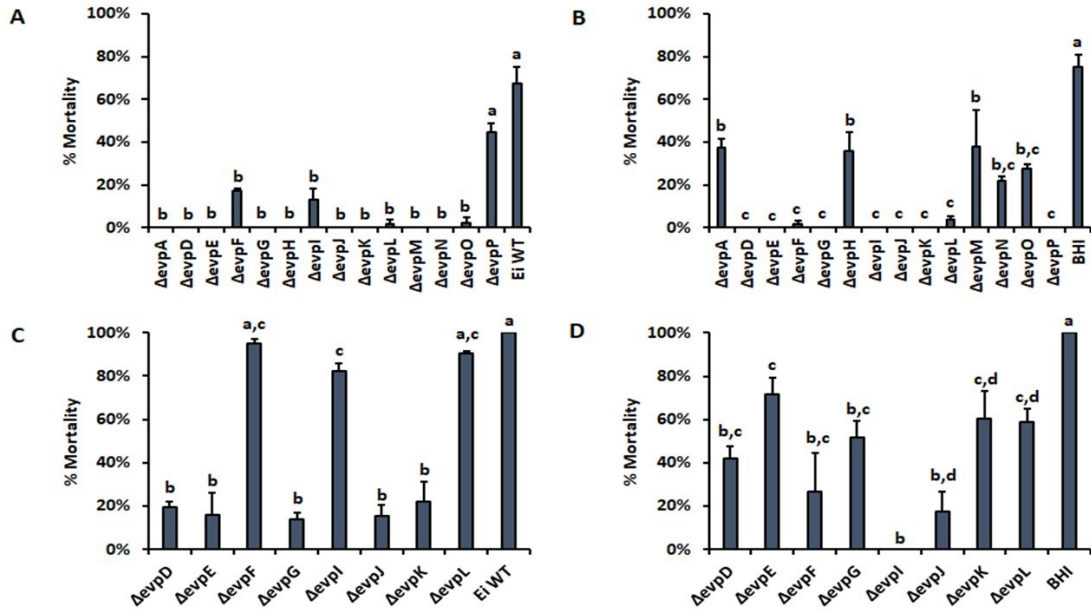 A
% Mortality
100%
80%
60%
40%
20%
0%
b b b b b b b b b b b b b a a
ΔevpA ΔevpD ΔevpE ΔevpF ΔevpG ΔevpH ΔevpI ΔevpJ ΔevpK ΔevpL ΔevpM ΔevpN ΔevpO ΔevpP Ei WT
B
% Mortality
100%
80%
60%
40%
20%
0%
b c c c c b c c c c b b,c b,c c a
ΔevpA ΔevpD ΔevpE ΔevpF ΔevpG ΔevpH ΔevpI ΔevpJ ΔevpK ΔevpL ΔevpM ΔevpN ΔevpO ΔevpP BHI
C
% Mortality
100%
80%
60%
40%
20%
0%
b b a,c b c b b a,c a
ΔevpD ΔevpE ΔevpF ΔevpG ΔevpI ΔevpJ ΔevpK ΔevpL Ei WT
D
% Mortality
100%
80%
60%
40%
20%
0%
b,c c b,c b,c b b,d c,d c,d a
ΔevpD ΔevpE ΔevpF ΔevpG ΔevpI ΔevpJ ΔevpK ΔevpL BHI